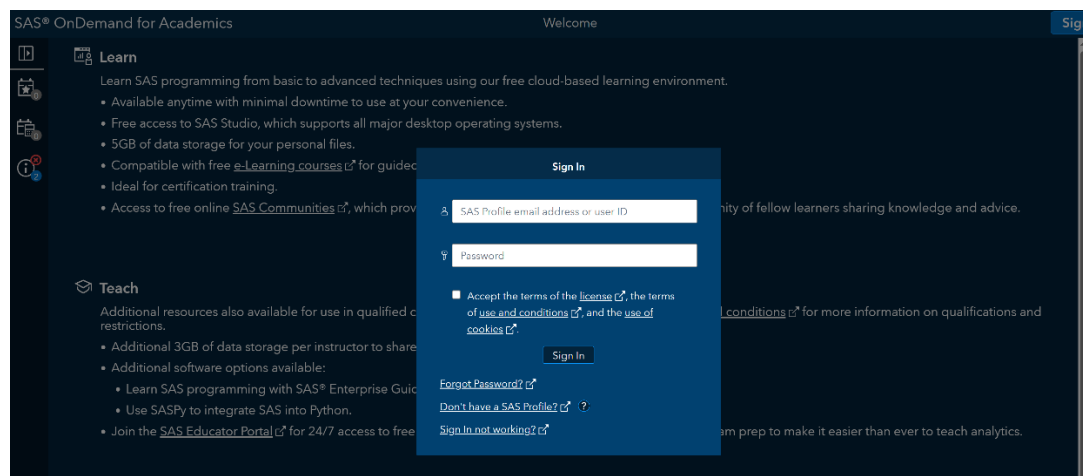 SAS® OnDemand for Academics
Welcome
Sig
Learn
Learn SAS programming from basic to advanced techniques using our free cloud-based learning environment.
• Available anytime with minimal downtime to use at your convenience.
• Free access to SAS Studio, which supports all major desktop operating systems.
• 5GB of data storage for your personal files.
• Compatible with free e-Learning courses for guided
• Ideal for certification training.
• Access to free online SAS Communities, which prov
nity of fellow learners sharing knowledge and advice.
Teach
Additional resources also available for use in qualified c
l conditions for more information on qualifications and
restrictions.
• Additional 3GB of data storage per instructor to share
• Additional software options available:
• Learn SAS programming with SAS® Enterprise Guid
• Use SASPy to integrate SAS into Python.
• Join the SAS Educator Portal for 24/7 access to free
am prep to make it easier than ever to teach analytics.
0
0
2
Sign In
SAS Profile email address or user ID
Password
Accept the terms of the license, the terms
of use and conditions, and the use of
cookies.
Sign In
Forgot Password?
Don't have a SAS Profile? ?
Sign In not working?